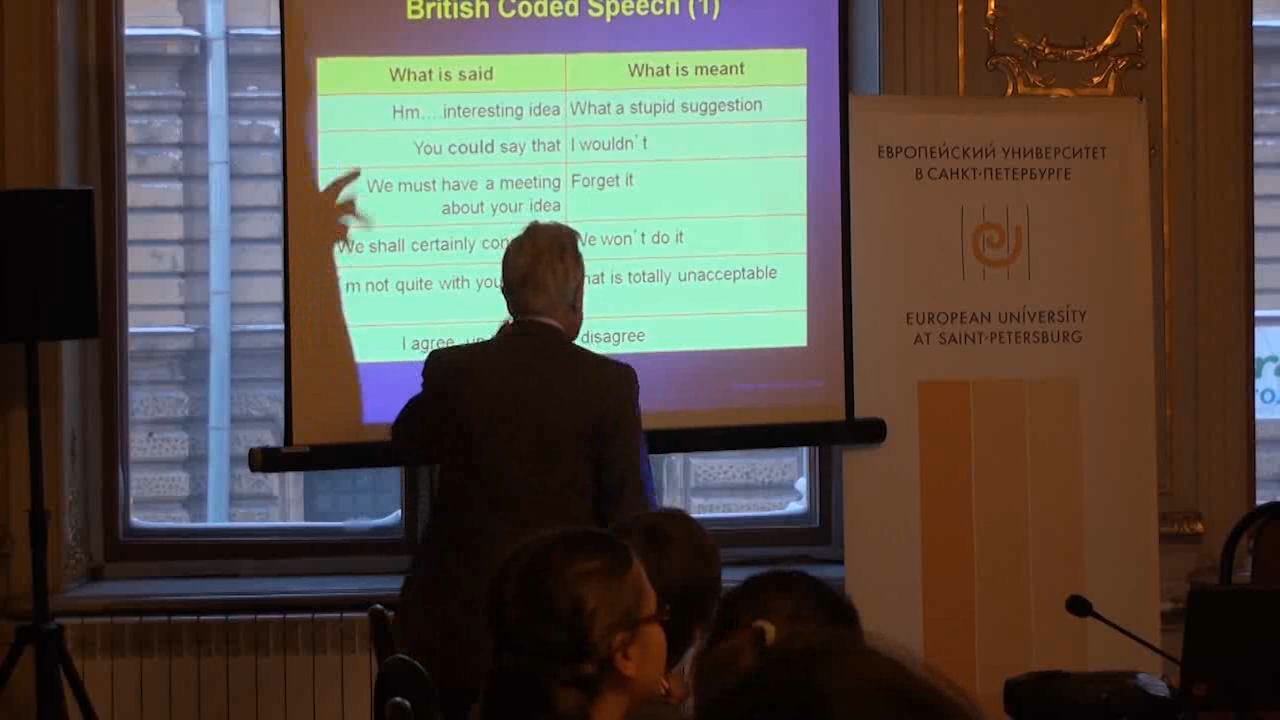 British Coded Speech (1)
What is said What is meant
Hm....interesting idea What a stupid suggestion
You could say that I wouldn't
We must have a meeting Forget it
about your idea
We shall certainly We won't do it
m not quite with you hat is totally unacceptable
I agree disagree
ЕВРОПЕЙСКИЙ УНИВЕРСИТЕТ
В САНКТ-ПЕТЕРБУРГЕ
EUROPEAN UNIVERSITY
AT SAINT-PETERSBURG